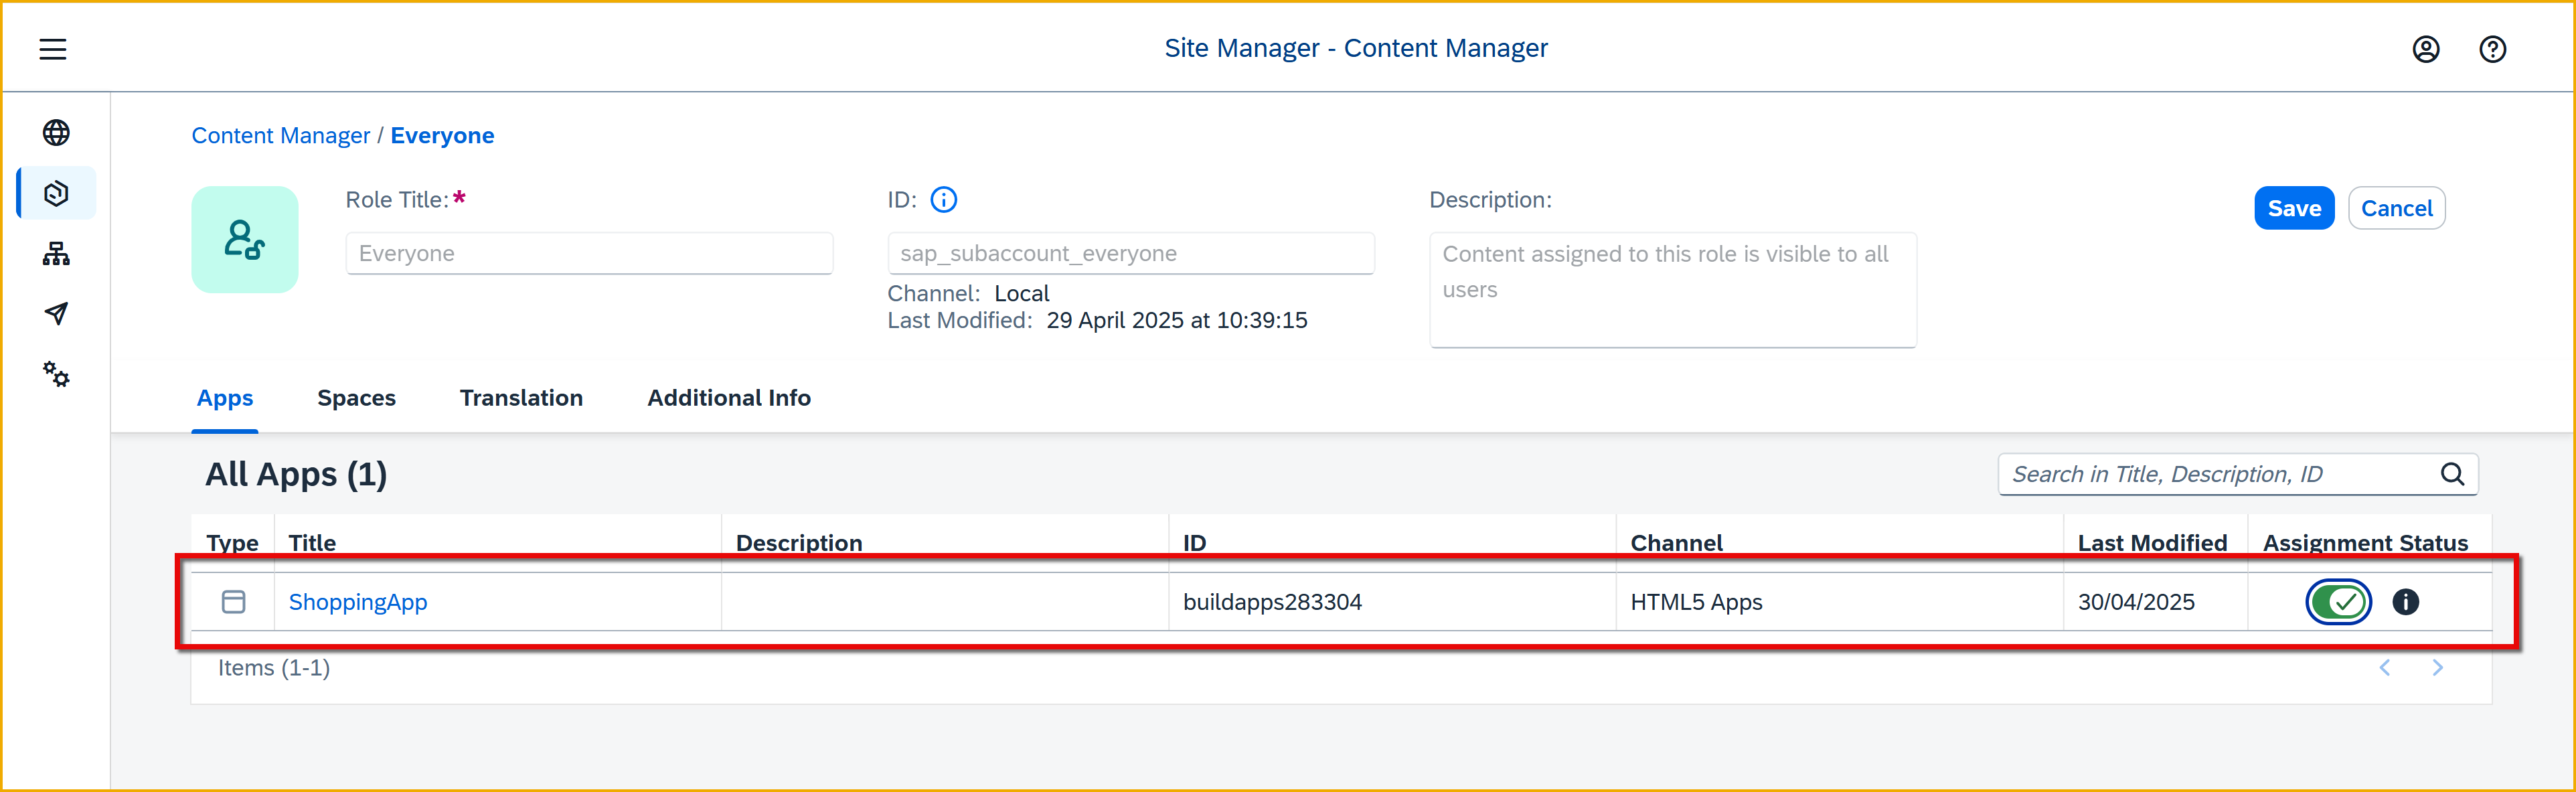 Site Manager - Content Manager
Content Manager / Everyone
Role Title:*
Everyone
ID:
sap_subaccount_everyone
Channel: Local
Last Modified: 29 April 2025 at 10:39:15
Description:
Content assigned to this role is visible to all
users
Save
Cancel
Apps
Spaces
Translation
Additional Info
All Apps (1)
Search in Title, Description, ID
Type Title Description ID Channel Last Modified Assignment Status
ShoppingApp buildapps283304 HTML5 Apps 30/04/2025
Items (1-1)